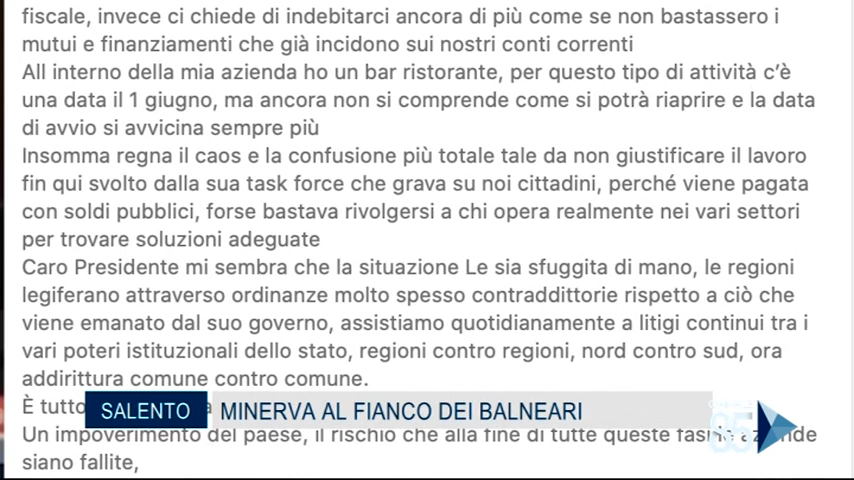 fiscale, invece ci chiede di indebitarci ancora di più come se non bastassero i
mutui e finanziamenti che già incidono sui nostri conti correnti
All interno della mia azienda ho un bar ristorante, per questo tipo di attività c'è
una data il 1 giugno, ma ancora non si comprende come si potrà riaprire e la data
di avvio si avvicina sempre più
Insomma regna il caos e la confusione più totale tale da non giustificare il lavoro
fin qui svolto dalla sua task force che grava su noi cittadini, perché viene pagata
con soldi pubblici, forse bastava rivolgersi a chi opera realmente nei vari settori
per trovare soluzioni adeguate
Caro Presidente mi sembra che la situazione Le sia sfuggita di mano, le regioni
legiferano attraverso ordinanze molto spesso contraddittorie rispetto a ciò che
viene emanato dal suo governo, assistiamo quotidianamente a litigi continui tra i
vari poteri istituzionali dello stato, regioni contro regioni, nord contro sud, ora
addirittura comune contro comune.
È tutto
SALENTO MINERVA AL FIANCO DEI BALNEARI
85
Un impoverimento del paese, il rischio che alla fine di tutte queste
siano fallite,